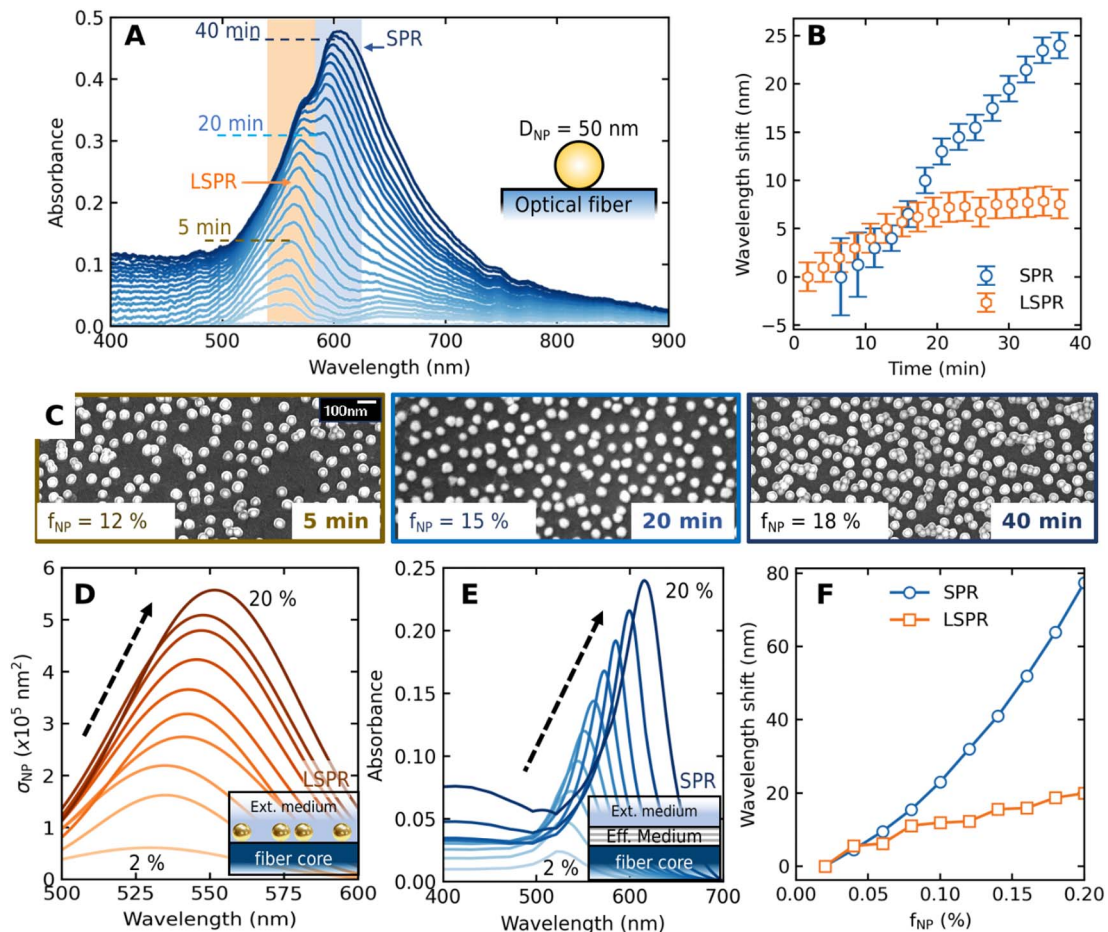 A
0.5
0.4
0.3
0.2
0.1
0.0
Absorbance
40 min
SPR
20 min
LSPR
5 min
D_NP = 50 nm
Optical fiber
400
500
600
700
800
900
Wavelength (nm)
B
25
20
15
10
5
0
−5
Wavelength shift (nm)
SPR
LSPR
0
10
20
30
40
Time (min)
C
100nm
f_NP = 12 %
5 min
f_NP = 15 %
20 min
f_NP = 18 %
40 min
D
6
5
4
3
2
1
0
σ_NP (x10⁵ nm²)
20 %
LSPR
Ext. medium
fiber core
2 %
500
525
550
575
600
Wavelength (nm)
E
0.25
0.20
0.15
0.10
0.05
0.00
Absorbance
20 %
SPR
Ext. medium
Eff. Medium
fiber core
2 %
400
500
600
700
Wavelength (nm)
F
80
60
40
20
0
Wavelength shift (nm)
SPR
LSPR
0.00
0.05
0.10
0.15
0.20
f_NP (%)